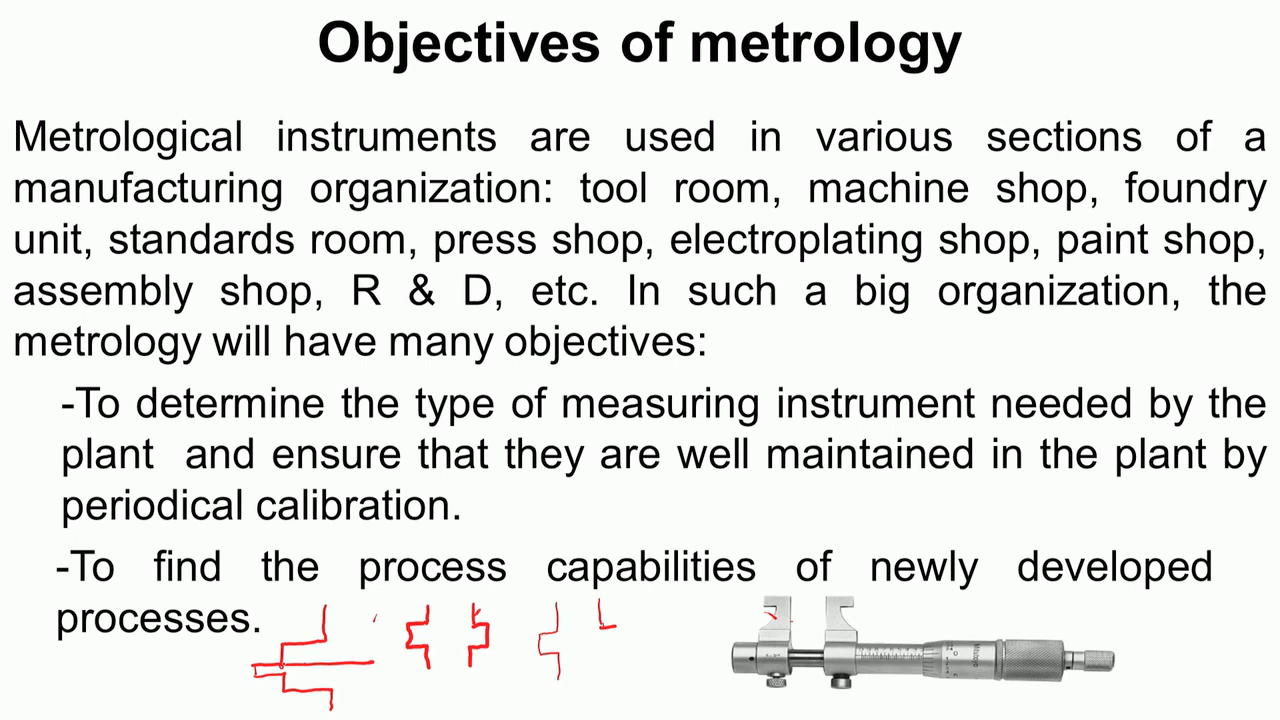 Objectives of metrology
Metrological instruments are used in various sections of a
manufacturing organization: tool room, machine shop, foundry
unit, standards room, press shop, electroplating shop, paint shop,
assembly shop, R & D, etc. In such a big organization, the
metrology will have many objectives:
-To determine the type of measuring instrument needed by the
plant and ensure that they are well maintained in the plant by
periodical calibration.
-To find the process capabilities of newly developed
processes.
Mitutoyo